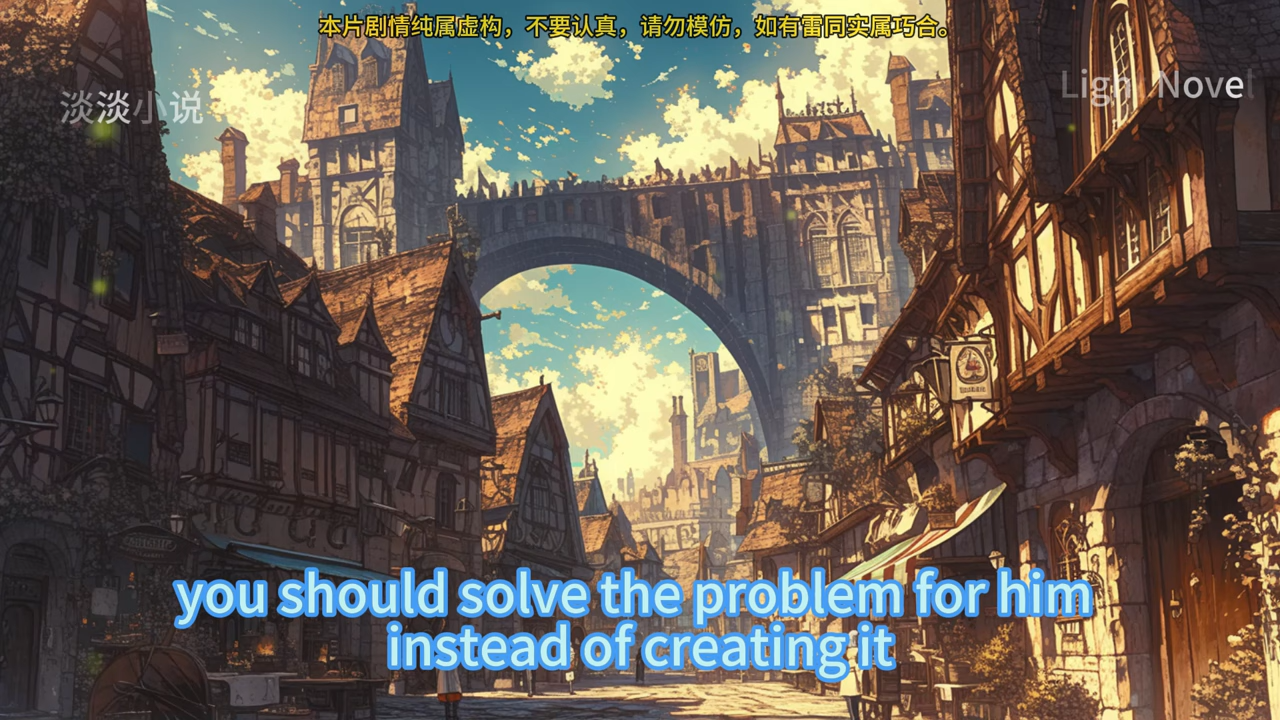 本片剧情纯属虚构，不要认真，请勿模仿，如有雷同实属巧合。
淡淡小说
Light Novel
you should solve the problem for him
instead of creating it